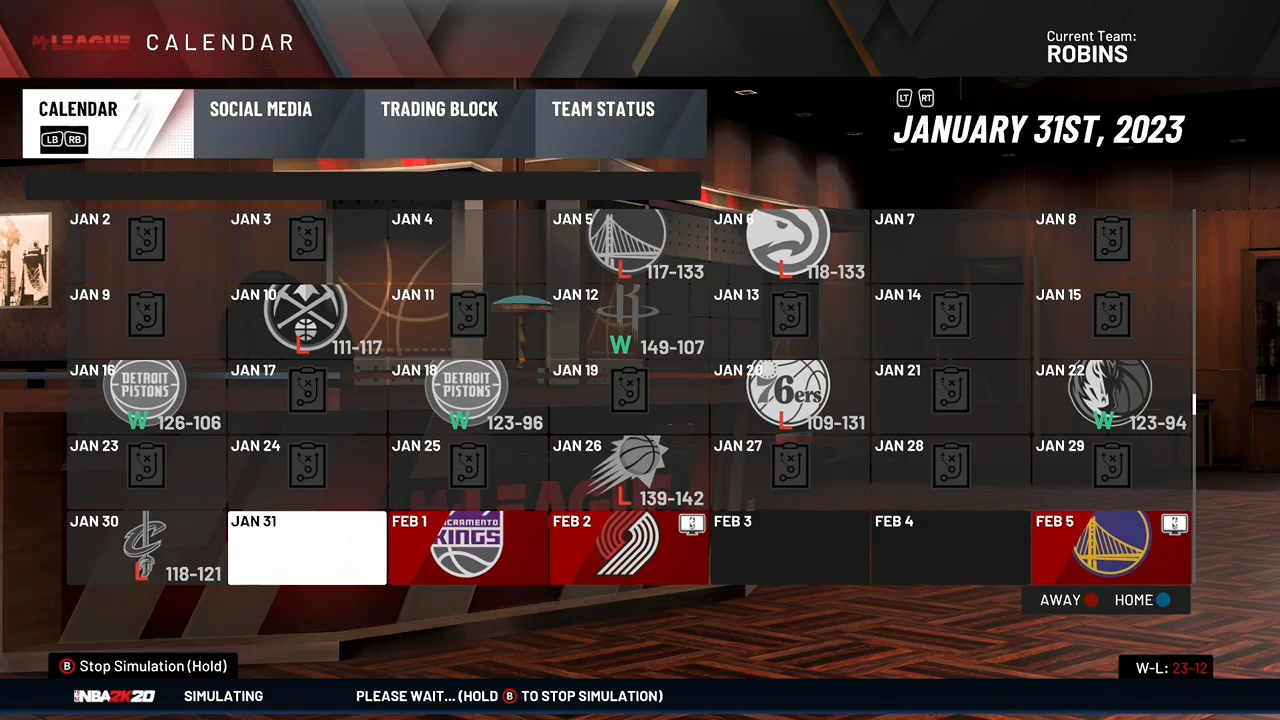 MyLEAGUE CALENDAR
Current Team:
ROBINS
CALENDAR SOCIAL MEDIA TRADING BLOCK TEAM STATUS
LB RB
LT RT
JANUARY 31ST, 2023
JAN 2 JAN 3 JAN 4 JAN 5 JAN 6 JAN 7 JAN 8
L 117-133 L 118-133
JAN 9 JAN 10 JAN 11 JAN 12 JAN 13 JAN 14 JAN 15
L 111-117 W 149-107
JAN 16 JAN 17 JAN 18 JAN 19 JAN 20 JAN 21 JAN 22
DETROIT PISTONS DETROIT PISTONS 76ers
W 126-106 W 123-96 L 109-131 W 123-94
JAN 23 JAN 24 JAN 25 JAN 26 JAN 27 JAN 28 JAN 29
L 139-142
JAN 30 JAN 31 FEB 1 FEB 2 FEB 3 FEB 4 FEB 5
SACRAMENTO
KINGS
L 118-121
AWAY HOME
B Stop Simulation (Hold)
W-L: 23-12
NBA2K20 SIMULATING PLEASE WAIT... (HOLD B TO STOP SIMULATION)